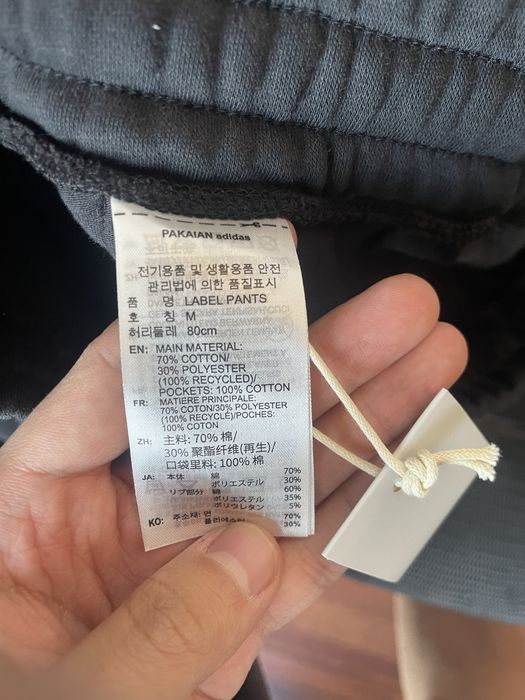 PAKAIAN adidas
전기용품 및 생활용품 안전
관리법에 의한 품질표시
품 명 LABEL PANTS
호 칭 M
허리둘레 80cm
EN: MAIN MATERIAL:
70% COTTON/
30% POLYESTER
(100% RECYCLED)/
POCKETS: 100% COTTON
FR: MATIERE PRINCIPALE:
70% COTON/30% POLYESTER
(100% RECYCLÉ)/POCHES:
100% COTON
ZH: 主料: 70% 棉/
30% 聚酯纤维(再生)/
口袋里料: 100% 棉
JA: 本体 綿 70%
ポリエステル 30%
リブ部分 綿 60%
ポリエステル 35%
ポリウレタン 5%
KO: 주소재: 면 70%
폴리에스터 30%